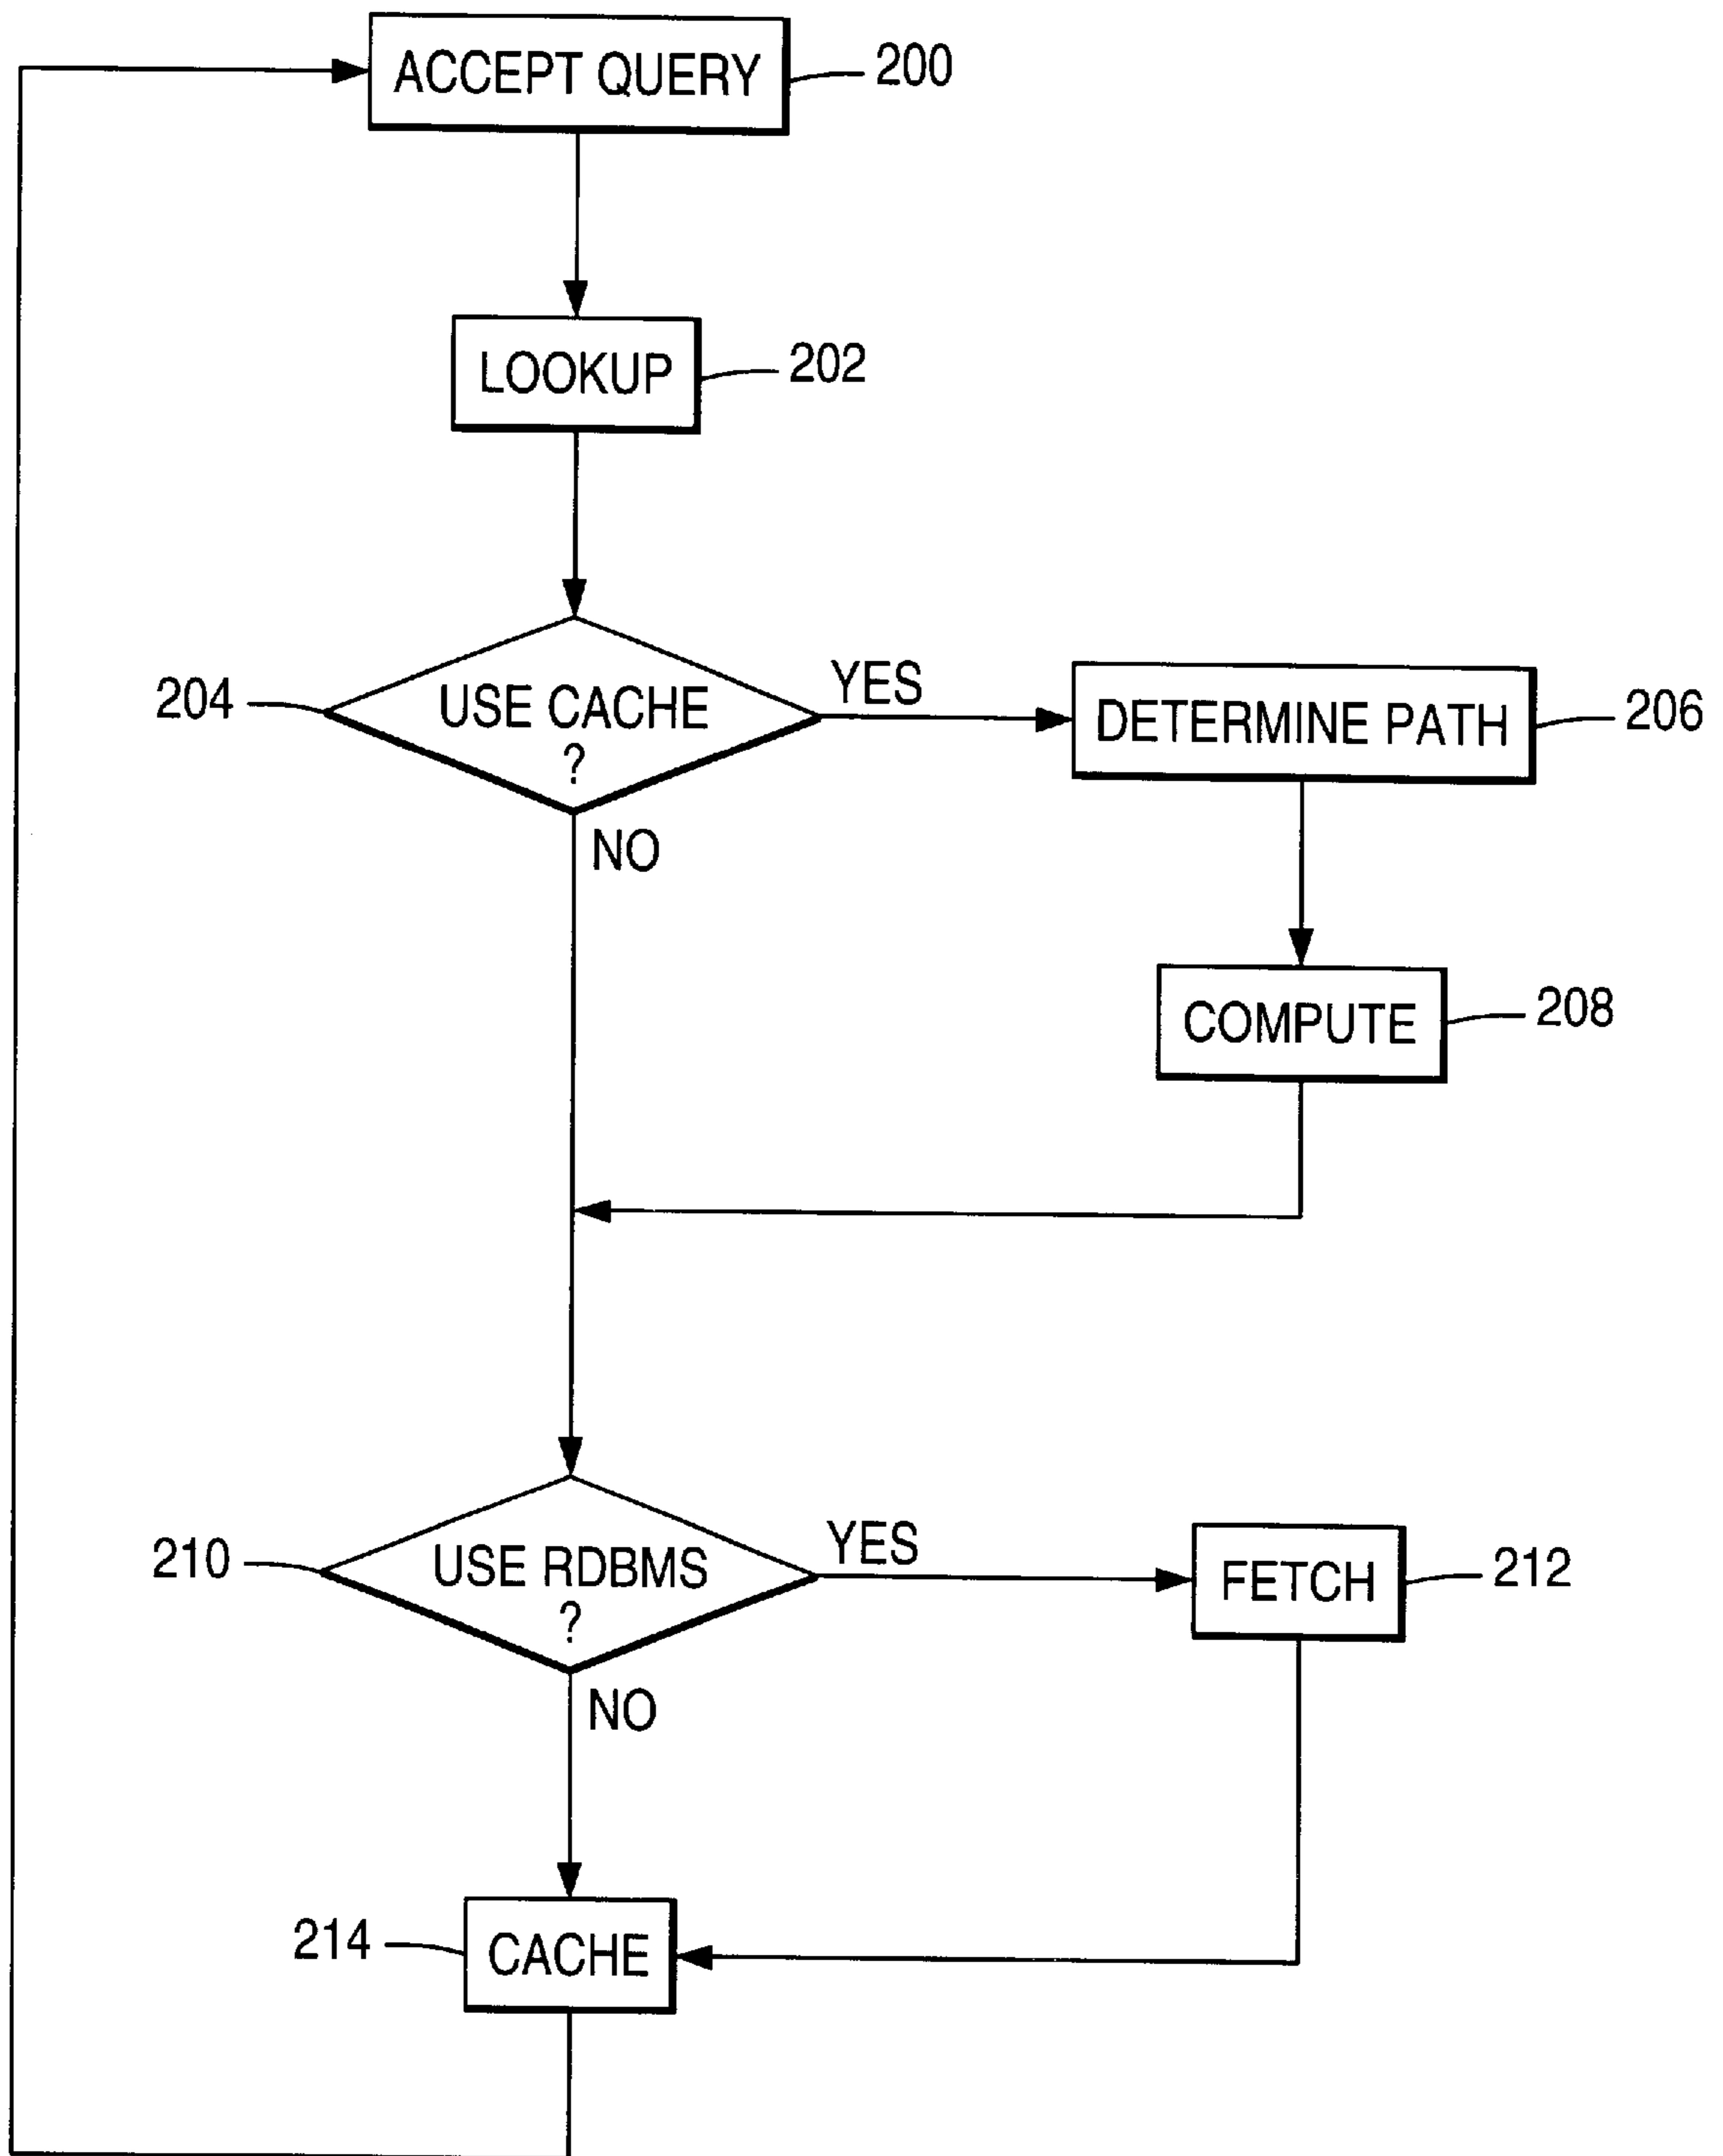 ACCEPT QUERY
200
LOOKUP
202
204
USE CACHE
?
YES
NO
DETERMINE PATH
206
COMPUTE
208
210
USE RDBMS
?
YES
NO
FETCH
212
214
CACHE